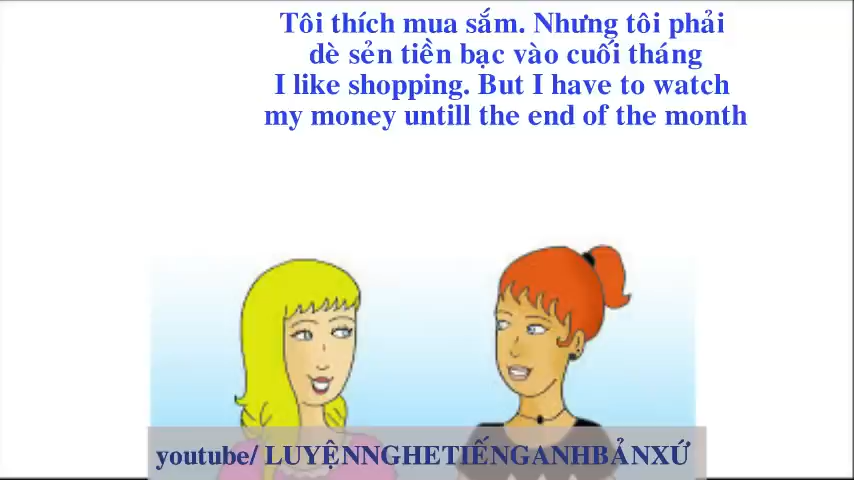 Tôi thích mua sắm. Nhưng tôi phải
dè sẻn tiền bạc vào cuối tháng
I like shopping. But I have to watch
my money untill the end of the month
youtube/ LUYỆNNGHETIẾNGANHBẢNXỨ